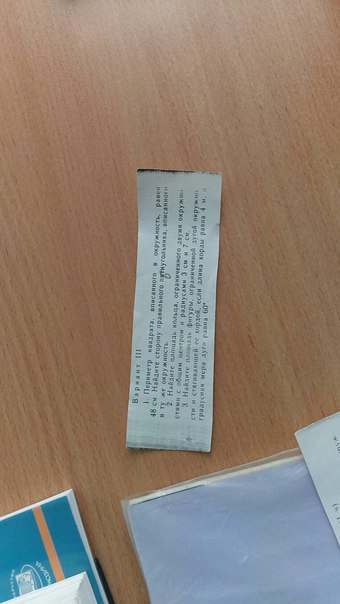 Вариант III
1. Периметр квадрата, вписанного в окружность, равен
48 см. Найдите сторону правильного пятиугольника, вписанного
в ту же окружность.
2. Найдите площадь кольца, ограниченного двумя окружно
стями с общим центром и радиусами 3 см и 7 см.
3. Найдите площадь фигуры, ограниченной дугой окружно
сти и стягивающей ее хордой, если длина хорды равна 4 м, а
градусная мера дуги равна 60°.